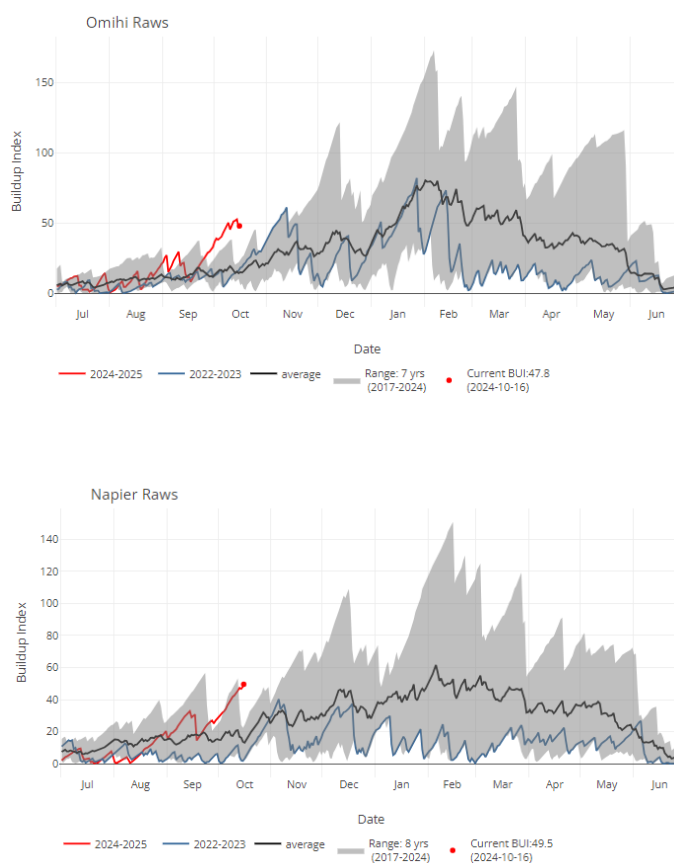 Omihi Raws
150
100
50
0
Buildup Index
Jul Aug Sep Oct Nov Dec Jan Feb Mar Apr May Jun
Date
2024-2025 2022-2023 average Range: 7 yrs Current BUI:47.8
(2017-2024) (2024-10-16)
Napier Raws
140
120
100
80
60
40
20
0
Buildup Index
Jul Aug Sep Oct Nov Dec Jan Feb Mar Apr May Jun
Date
2024-2025 2022-2023 average Range: 8 yrs Current BUI:49.5
(2017-2024) (2024-10-16)